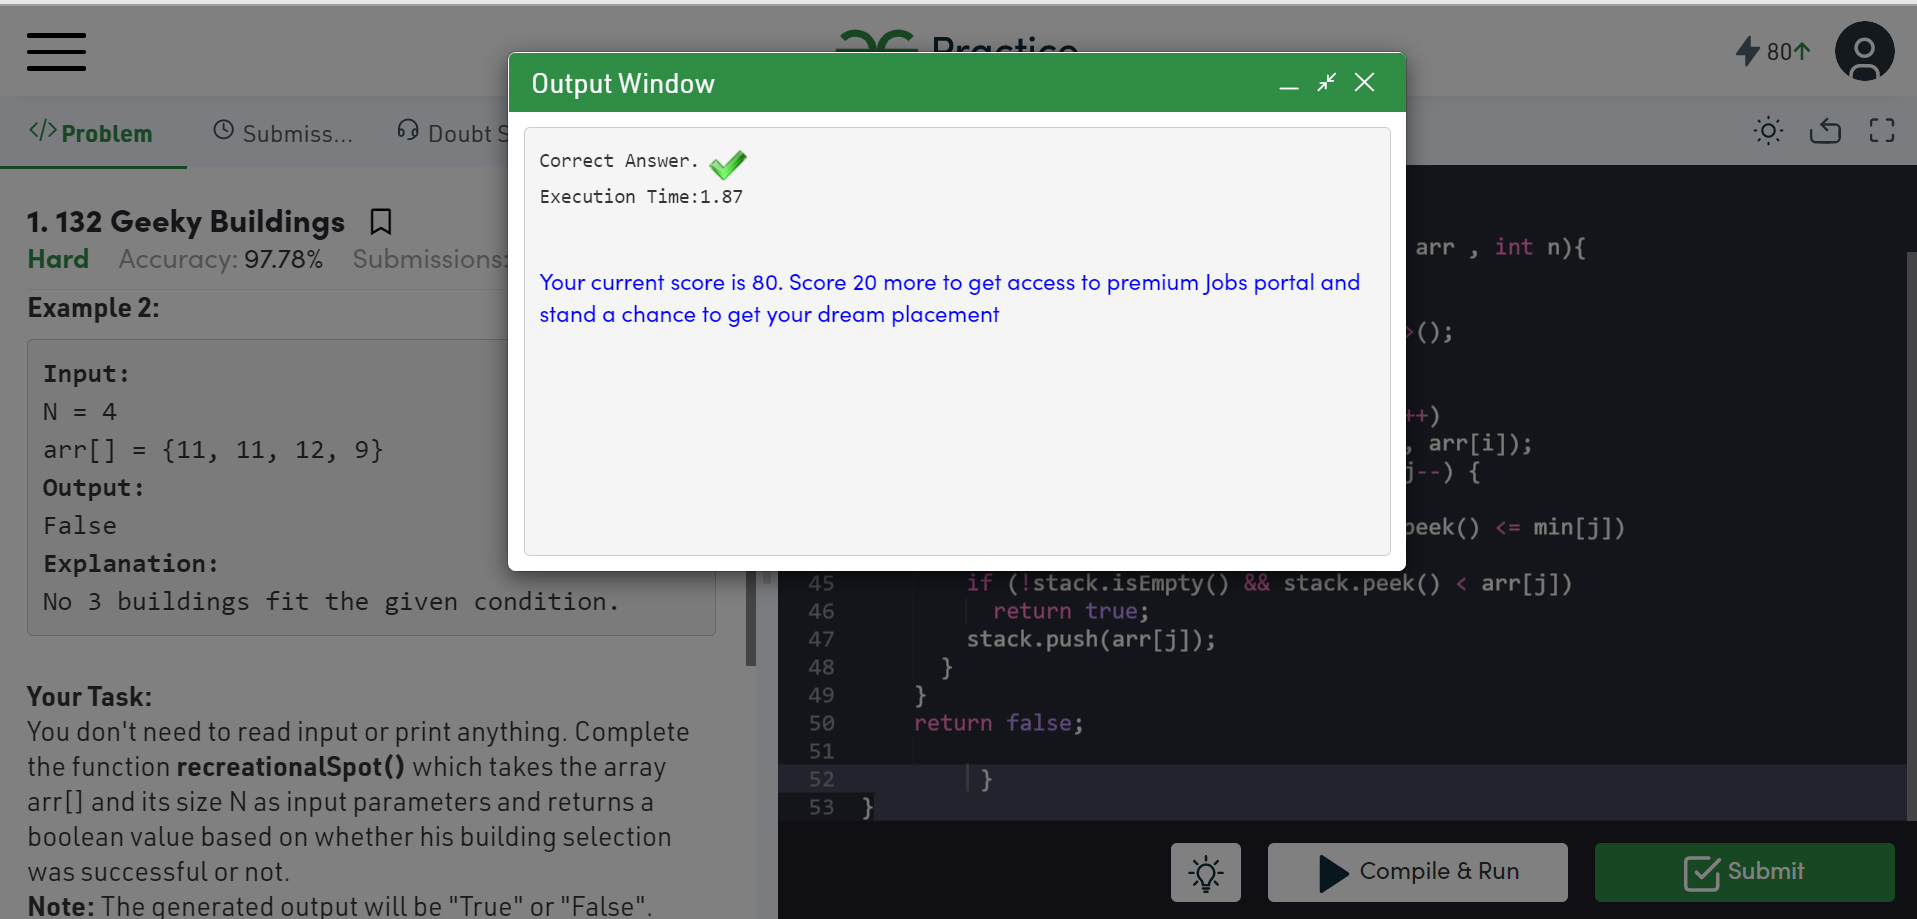 Practice
80
Output Window
Correct Answer.
Execution Time:1.87
Your current score is 80. Score 20 more to get access to premium Jobs portal and
stand a chance to get your dream placement
</> Problem
Submiss...
Doubt S
1. 132 Geeky Buildings
Hard Accuracy: 97.78% Submissions:
Example 2:
Input:
N = 4
arr[] = {11, 11, 12, 9}
Output:
False
Explanation:
No 3 buildings fit the given condition.
Your Task:
You don't need to read input or print anything. Complete
the function recreationalSpot() which takes the array
arr[] and its size N as input parameters and returns a
boolean value based on whether his building selection
was successful or not.
Note: The generated output will be "True" or "False".
arr , int n){
>();
++)
, arr[i]);
j--) {
peek() <= min[j])
45 if (!stack.isEmpty() && stack.peek() < arr[j])
46 return true;
47 stack.push(arr[j]);
48 }
49 }
50 return false;
51
52 }
53 }
Compile & Run
Submit